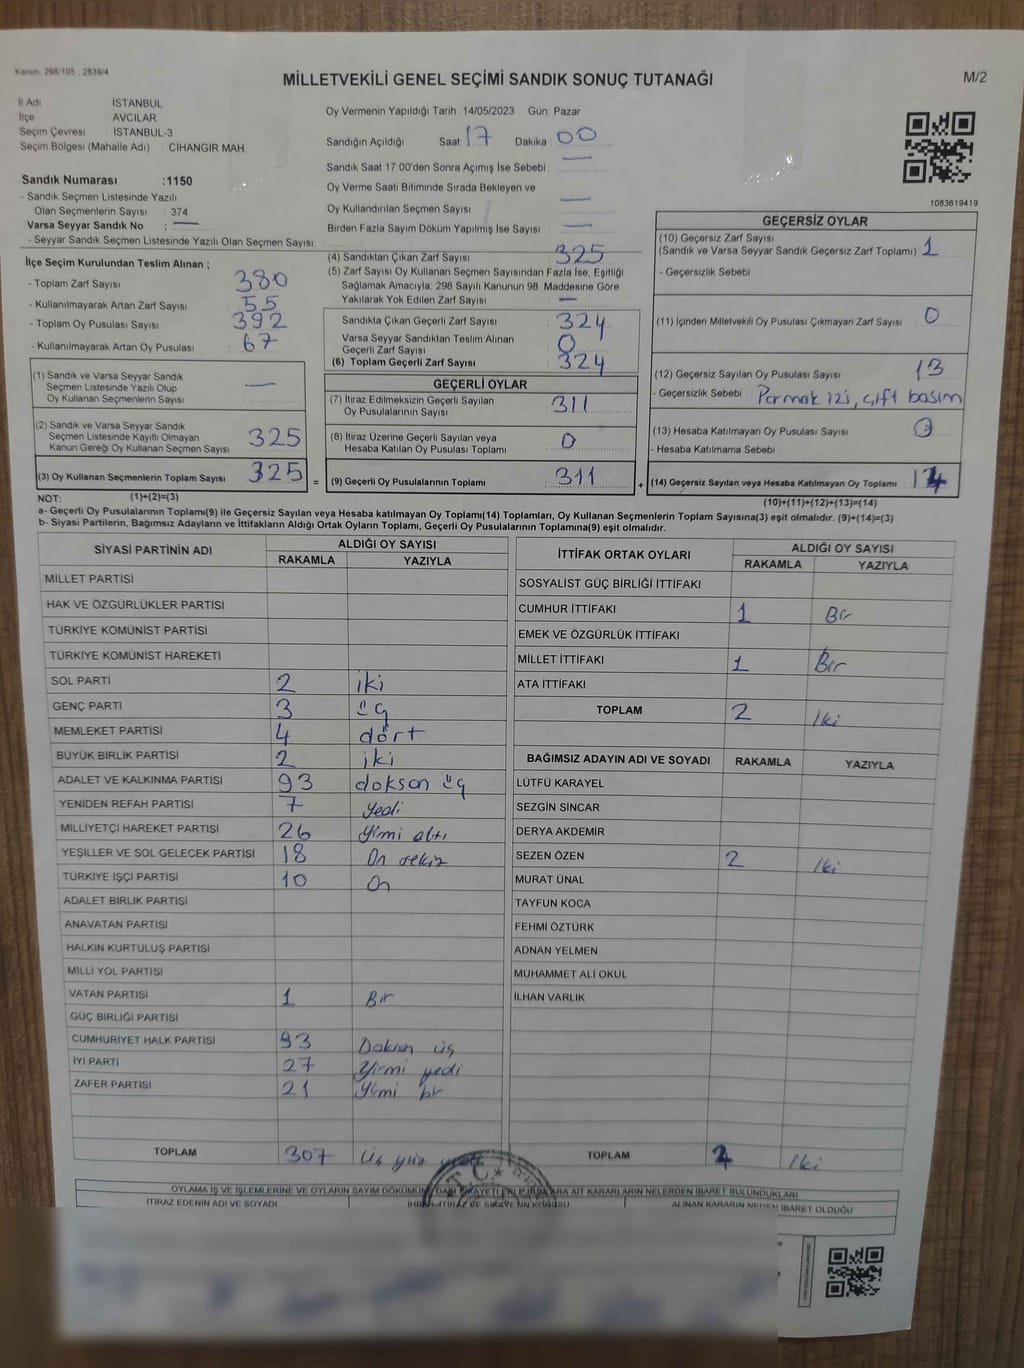 Kanun. 298/105 , 2839/4
MİLLETVEKİLİ GENEL SEÇİMİ SANDIK SONUÇ TUTANAĞI
M/2
İl Adı İSTANBUL
İlçe AVCILAR
Seçim Çevresi : İSTANBUL-3
Seçim Bölgesi (Mahalle Adı) : CİHANGİR MAH.
Sandık Numarası :1150
- Sandık Seçmen Listesinde Yazılı
Olan Seçmenlerin Sayısı : 374
Varsa Seyyar Sandık No : —
- Seyyar Sandık Seçmen Listesinde Yazılı Olan Seçmen Sayısı:
Oy Vermenin Yapıldığı Tarih : 14/05/2023 Gün: Pazar
Sandığın Açıldığı Saat: 17 Dakika : 00
Sandık Saat 17:00'den Sonra Açımış İse Sebebi : —
Oy Verme Saati Bitiminde Sırada Bekleyen ve
Oy Kullandırılan Seçmen Sayısı : —
Birden Fazla Sayım Döküm Yapılmış İse Sayısı : —
1083619419
İlçe Seçim Kurulundan Teslim Alınan ;
- Toplam Zarf Sayısı : 380
- Kullanılmayarak Artan Zarf Sayısı : 55
- Toplam Oy Pusulası Sayısı : 392
- Kullanılmayarak Artan Oy Pusulası : 67
(4) Sandıktan Çıkan Zarf Sayısı : 325
(5) Zarf Sayısı Oy Kullanan Seçmen Sayısından Fazla İse, Eşitliği
Sağlamak Amacıyla; 298 Sayılı Kanunun 98. Maddesine Göre
Yakılarak Yok Edilen Zarf Sayısı : —
Sandıkta Çıkan Geçerli Zarf Sayısı : 324
Varsa Seyyar Sandıktan Teslim Alınan
Geçerli Zarf Sayısı : 0
(6) Toplam Geçerli Zarf Sayısı : 324
GEÇERSİZ OYLAR
(10) Geçersiz Zarf Sayısı
(Sandık ve Varsa Seyyar Sandık Geçersiz Zarf Toplamı) : 1
- Geçersizlik Sebebi :
(11) İçinden Milletvekili Oy Pusulası Çıkmayan Zarf Sayısı : 0
(12) Geçersiz Sayılan Oy Pusulası Sayısı : 13
- Geçersizlik Sebebi : Parmak izi, çift basım
(13) Hesaba Katılmayan Oy Pusulası Sayısı : 0
- Hesaba Katılmama Sebebi :
(14) Geçersiz Sayılan veya Hesaba Katılmayan Oy Toplamı : 14
(1) Sandık ve Varsa Seyyar Sandık
Seçmen Listesinde Yazılı Olup
Oy Kullanan Seçmenlerin Sayısı : —
(2) Sandık ve Varsa Seyyar Sandık
Seçmen Listesinde Kayıtlı Olmayan
Kanun Gereği Oy Kullanan Seçmen Sayısı : 325
(3) Oy Kullanan Seçmenlerin Toplam Sayısı : 325 =
GEÇERLİ OYLAR
(7) İtiraz Edilmeksizin Geçerli Sayılan
Oy Pusulalarının Sayısı : 311
(8) İtiraz Üzerine Geçerli Sayılan veya
Hesaba Katılan Oy Pusulası Toplamı : 0
(9) Geçerli Oy Pusulalarının Toplamı : 311 +
NOT: (1)+(2)=(3)
(10)+(11)+(12)+(13)=(14)
a- Geçerli Oy Pusulalarının Toplamı(9) ile Geçersiz Sayılan veya Hesaba katılmayan Oy Toplamı(14) Toplamları, Oy Kullanan Seçmenlerin Toplam Sayısına(3) eşit olmalıdır. (9)+(14)=(3)
b- Siyasi Partilerin, Bağımsız Adayların ve İttifakların Aldığı Ortak Oyların Toplamı, Geçerli Oy Pusulalarının Toplamına(9) eşit olmalıdır.
SİYASİ PARTİNİN ADI ALDIĞI OY SAYISI
RAKAMLA YAZIYLA
MİLLET PARTİSİ
HAK VE ÖZGÜRLÜKLER PARTİSİ
TÜRKİYE KOMÜNİST PARTİSİ
TÜRKİYE KOMÜNİST HAREKETİ
SOL PARTİ 2 iki
GENÇ PARTİ 3 üç
MEMLEKET PARTİSİ 4 dört
BÜYÜK BİRLİK PARTİSİ 2 iki
ADALET VE KALKINMA PARTİSİ 93 doksan üç
YENİDEN REFAH PARTİSİ 7 Yedi
MİLLİYETÇİ HAREKET PARTİSİ 26 Yirmi altı
YEŞİLLER VE SOL GELECEK PARTİSİ 18 On sekiz
TÜRKİYE İŞÇİ PARTİSİ 10 On
ADALET BİRLİK PARTİSİ
ANAVATAN PARTİSİ
HALKIN KURTULUŞ PARTİSİ
MİLLİ YOL PARTİSİ
VATAN PARTİSİ 1 Bir
GÜÇ BİRLİĞİ PARTİSİ
CUMHURİYET HALK PARTİSİ 93 Doksan üç
İYİ PARTİ 27 Yirmi yedi
ZAFER PARTİSİ 21 Yirmi bir
TOPLAM 307 Üç yüz
İTTİFAK ORTAK OYLARI ALDIĞI OY SAYISI
RAKAMLA YAZIYLA
SOSYALİST GÜÇ BİRLİĞİ İTTİFAKI
CUMHUR İTTİFAKI 1 Bir
EMEK VE ÖZGÜRLÜK İTTİFAKI
MİLLET İTTİFAKI 1 Bir
ATA İTTİFAKI
TOPLAM 2 İki
BAĞIMSIZ ADAYIN ADI VE SOYADI RAKAMLA YAZIYLA
LÜTFÜ KARAYEL
SEZGİN SİNCAR
DERYA AKDEMİR
SEZEN ÖZEN 2 İki
MURAT ÜNAL
TAYFUN KOCA
FEHMİ ÖZTÜRK
ADNAN YELMEN
MUHAMMET ALİ OKUL
İLHAN VARLIK
TOPLAM 2 İki
T.C.
OYLAMA İŞ VE İŞLEMLERİNE VE OYLARIN SAYIM DÖKÜMÜNE DAİR ŞİKAYETLERLE BUNLARA AİT KARARLARIN NELERDEN İBARET BULUNDUKLARI
İTİRAZ EDENİN ADI VE SOYADI
ALINAN KARARIN NEDEN İBARET OLDUĞU